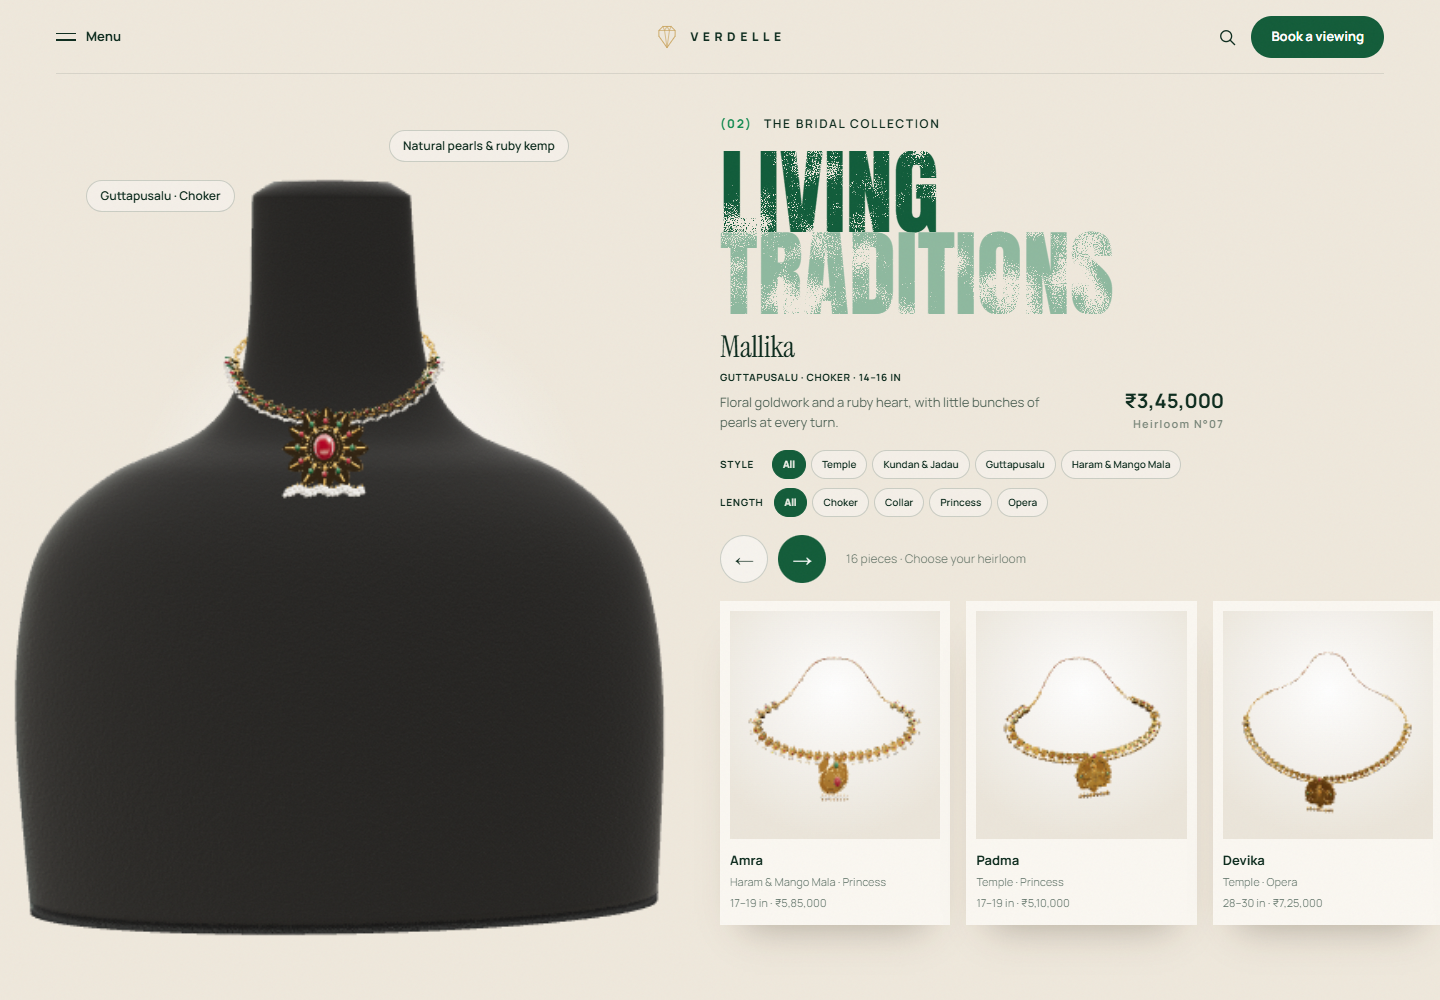 Menu
VERDELLE
Book a viewing
Natural pearls & ruby kemp
Guttapusalu · Choker
(02) THE BRIDAL COLLECTION
LIVING
TRADITIONS
Mallika
GUTTAPUSALU · CHOKER · 14–16 IN
Floral goldwork and a ruby heart, with little bunches of
pearls at every turn.
₹3,45,000
Heirloom N°07
STYLE All Temple Kundan & Jadau Guttapusalu Haram & Mango Mala
LENGTH All Choker Collar Princess Opera
← → 16 pieces · Choose your heirloom
Amra
Haram & Mango Mala · Princess
17–19 in · ₹5,85,000
Padma
Temple · Princess
17–19 in · ₹5,10,000
Devika
Temple · Opera
28–30 in · ₹7,25,000